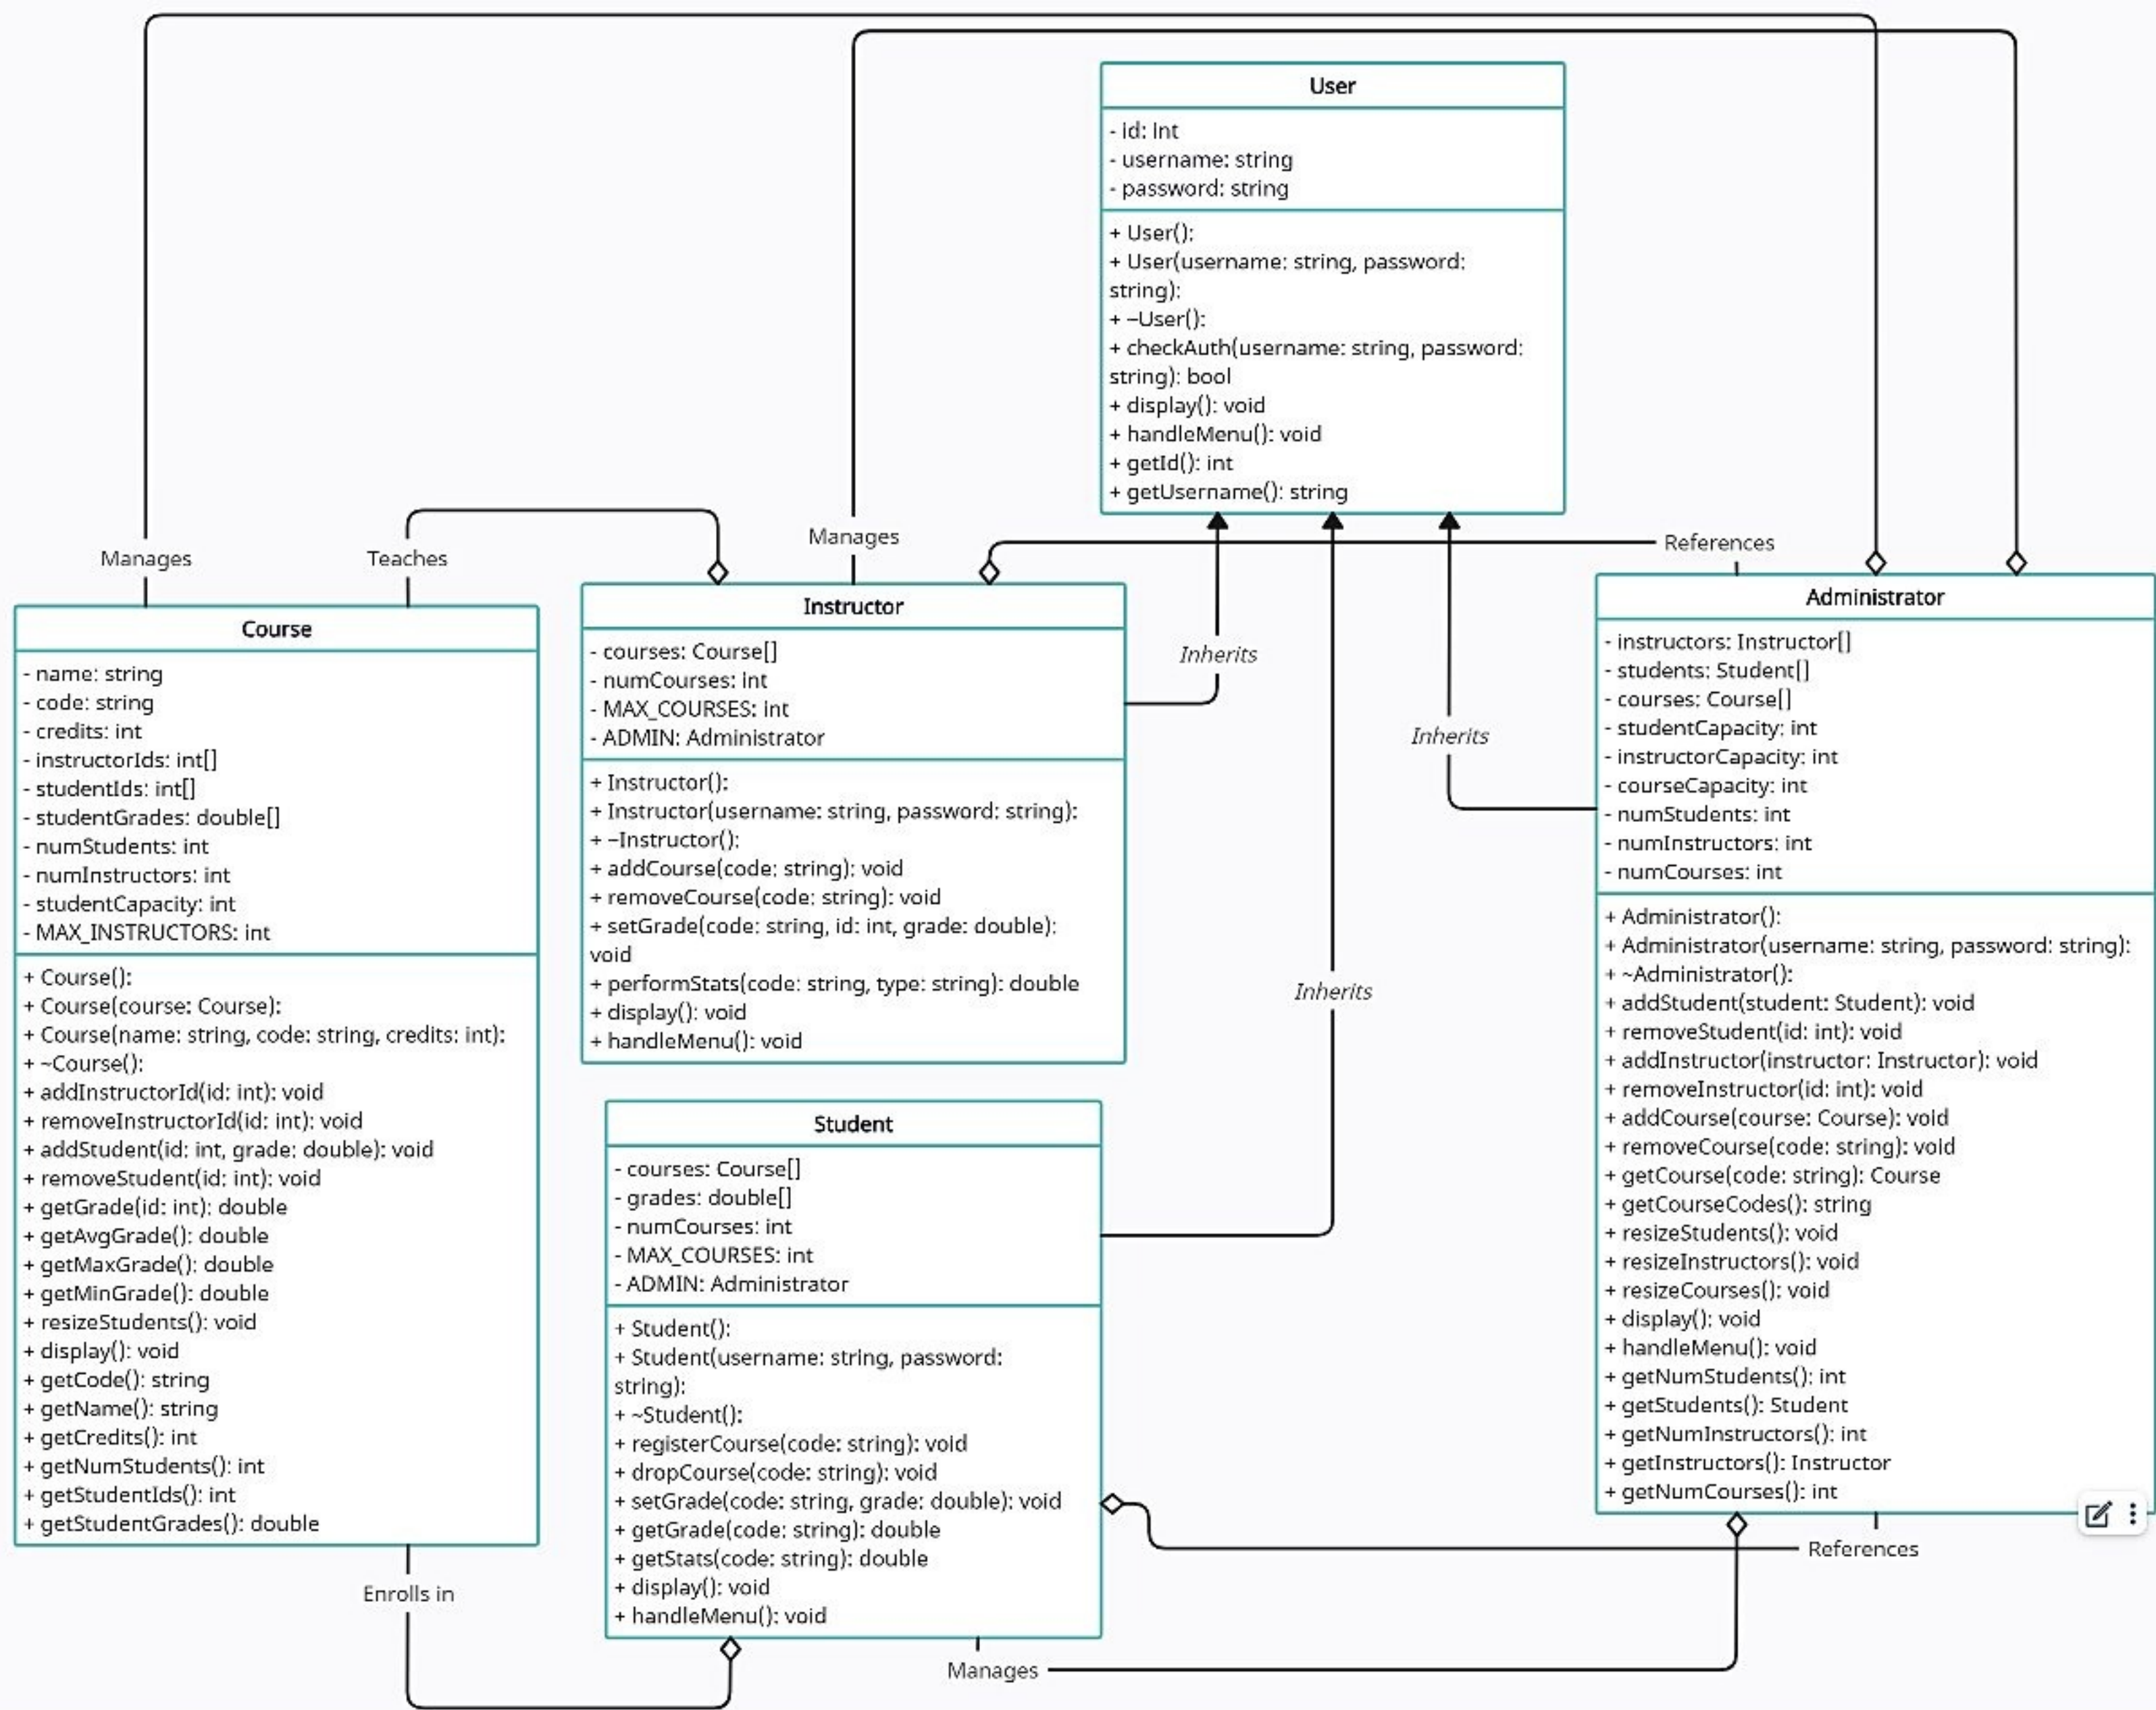 User
- id: int
- username: string
- password: string
+ User():
+ User(username: string, password:
string):
+ ~User():
+ checkAuth(username: string, password:
string): bool
+ display(): void
+ handleMenu(): void
+ getId(): int
+ getUsername(): string
Manages
Teaches
Manages
References
Inherits
Inherits
Inherits
Course
- name: string
- code: string
- credits: int
- instructorIds: int[]
- studentIds: int[]
- studentGrades: double[]
- numStudents: int
- numInstructors: int
- studentCapacity: int
- MAX_INSTRUCTORS: int
+ Course():
+ Course(course: Course):
+ Course(name: string, code: string, credits: int):
+ ~Course():
+ addInstructorId(id: int): void
+ removeInstructorId(id: int): void
+ addStudent(id: int, grade: double): void
+ removeStudent(id: int): void
+ getGrade(id: int): double
+ getAvgGrade(): double
+ getMaxGrade(): double
+ getMinGrade(): double
+ resizeStudents(): void
+ display(): void
+ getCode(): string
+ getName(): string
+ getCredits(): int
+ getNumStudents(): int
+ getStudentIds(): int
+ getStudentGrades(): double
Enrolls in
Instructor
- courses: Course[]
- numCourses: int
- MAX_COURSES: int
- ADMIN: Administrator
+ Instructor():
+ Instructor(username: string, password: string):
+ ~Instructor():
+ addCourse(code: string): void
+ removeCourse(code: string): void
+ setGrade(code: string, id: int, grade: double):
void
+ performStats(code: string, type: string): double
+ display(): void
+ handleMenu(): void
Student
- courses: Course[]
- grades: double[]
- numCourses: int
- MAX_COURSES: int
- ADMIN: Administrator
+ Student():
+ Student(username: string, password:
string):
+ ~Student():
+ registerCourse(code: string): void
+ dropCourse(code: string): void
+ setGrade(code: string, grade: double): void
+ getGrade(code: string): double
+ getStats(code: string): double
+ display(): void
+ handleMenu(): void
Manages
Administrator
- instructors: Instructor[]
- students: Student[]
- courses: Course[]
- studentCapacity: int
- instructorCapacity: int
- courseCapacity: int
- numStudents: int
- numInstructors: int
- numCourses: int
+ Administrator():
+ Administrator(username: string, password: string):
+ ~Administrator():
+ addStudent(student: Student): void
+ removeStudent(id: int): void
+ addInstructor(instructor: Instructor): void
+ removeInstructor(id: int): void
+ addCourse(course: Course): void
+ removeCourse(code: string): void
+ getCourse(code: string): Course
+ getCourseCodes(): string
+ resizeStudents(): void
+ resizeInstructors(): void
+ resizeCourses(): void
+ display(): void
+ handleMenu(): void
+ getNumStudents(): int
+ getStudents(): Student
+ getNumInstructors(): int
+ getInstructors(): Instructor
+ getNumCourses(): int
References